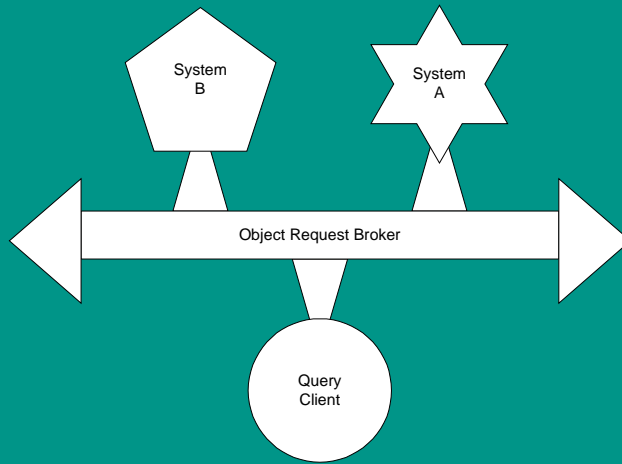 System
B
System
A
Object Request Broker
Query
Client